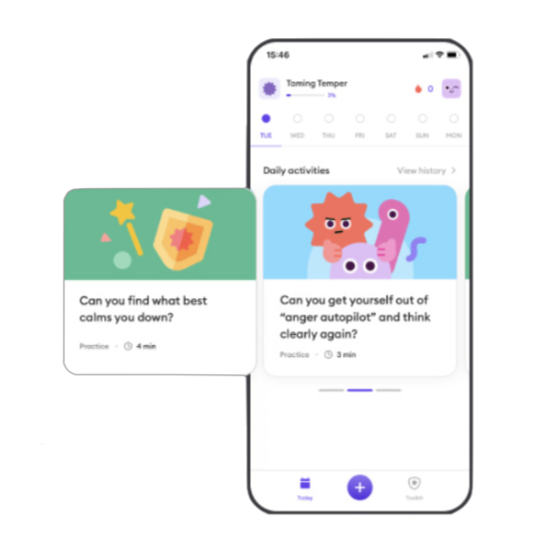 15:46
Taming Temper
3%
0
TUE WED THU FRI SAT SUN MON
Daily activities View history
Can you find what best
calms you down?
Practice 4 min
Can you get yourself out of
“anger autopilot” and think
clearly again?
Practice 3 min
Today Toolkit